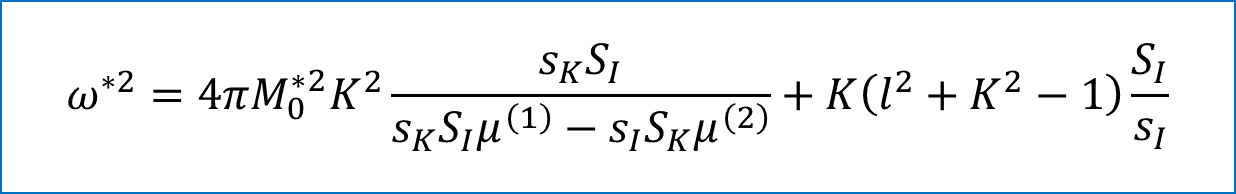 ω*² = 4πM₀*²K² (s_K S_I)/(s_K S_I μ⁽¹⁾ − s_I S_K μ⁽²⁾) + K(l² + K² − 1) S_I/s_I